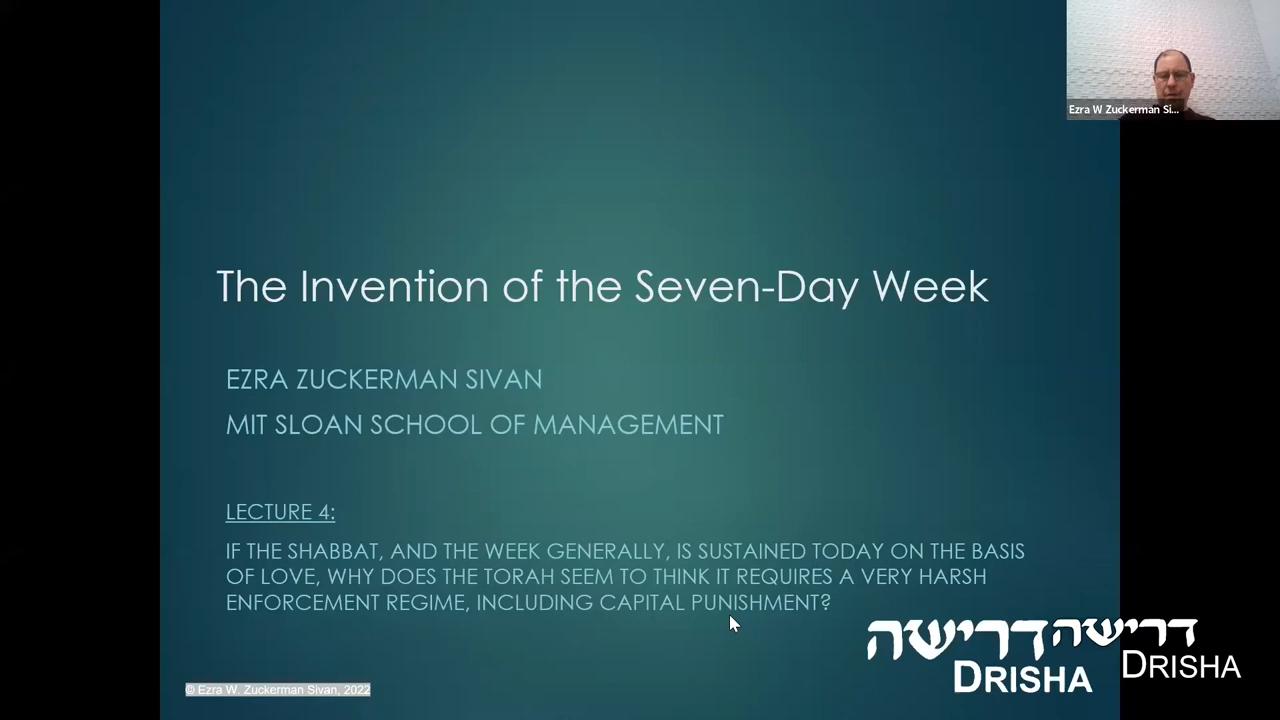 Ezra W Zuckerman Si...
The Invention of the Seven-Day Week
EZRA ZUCKERMAN SIVAN
MIT SLOAN SCHOOL OF MANAGEMENT
LECTURE 4:
IF THE SHABBAT, AND THE WEEK GENERALLY, IS SUSTAINED TODAY ON THE BASIS
OF LOVE, WHY DOES THE TORAH SEEM TO THINK IT REQUIRES A VERY HARSH
ENFORCEMENT REGIME, INCLUDING CAPITAL PUNISHMENT?
דרישה
DRISHA
דרישה
DRISHA
© Ezra W. Zuckerman Sivan, 2022